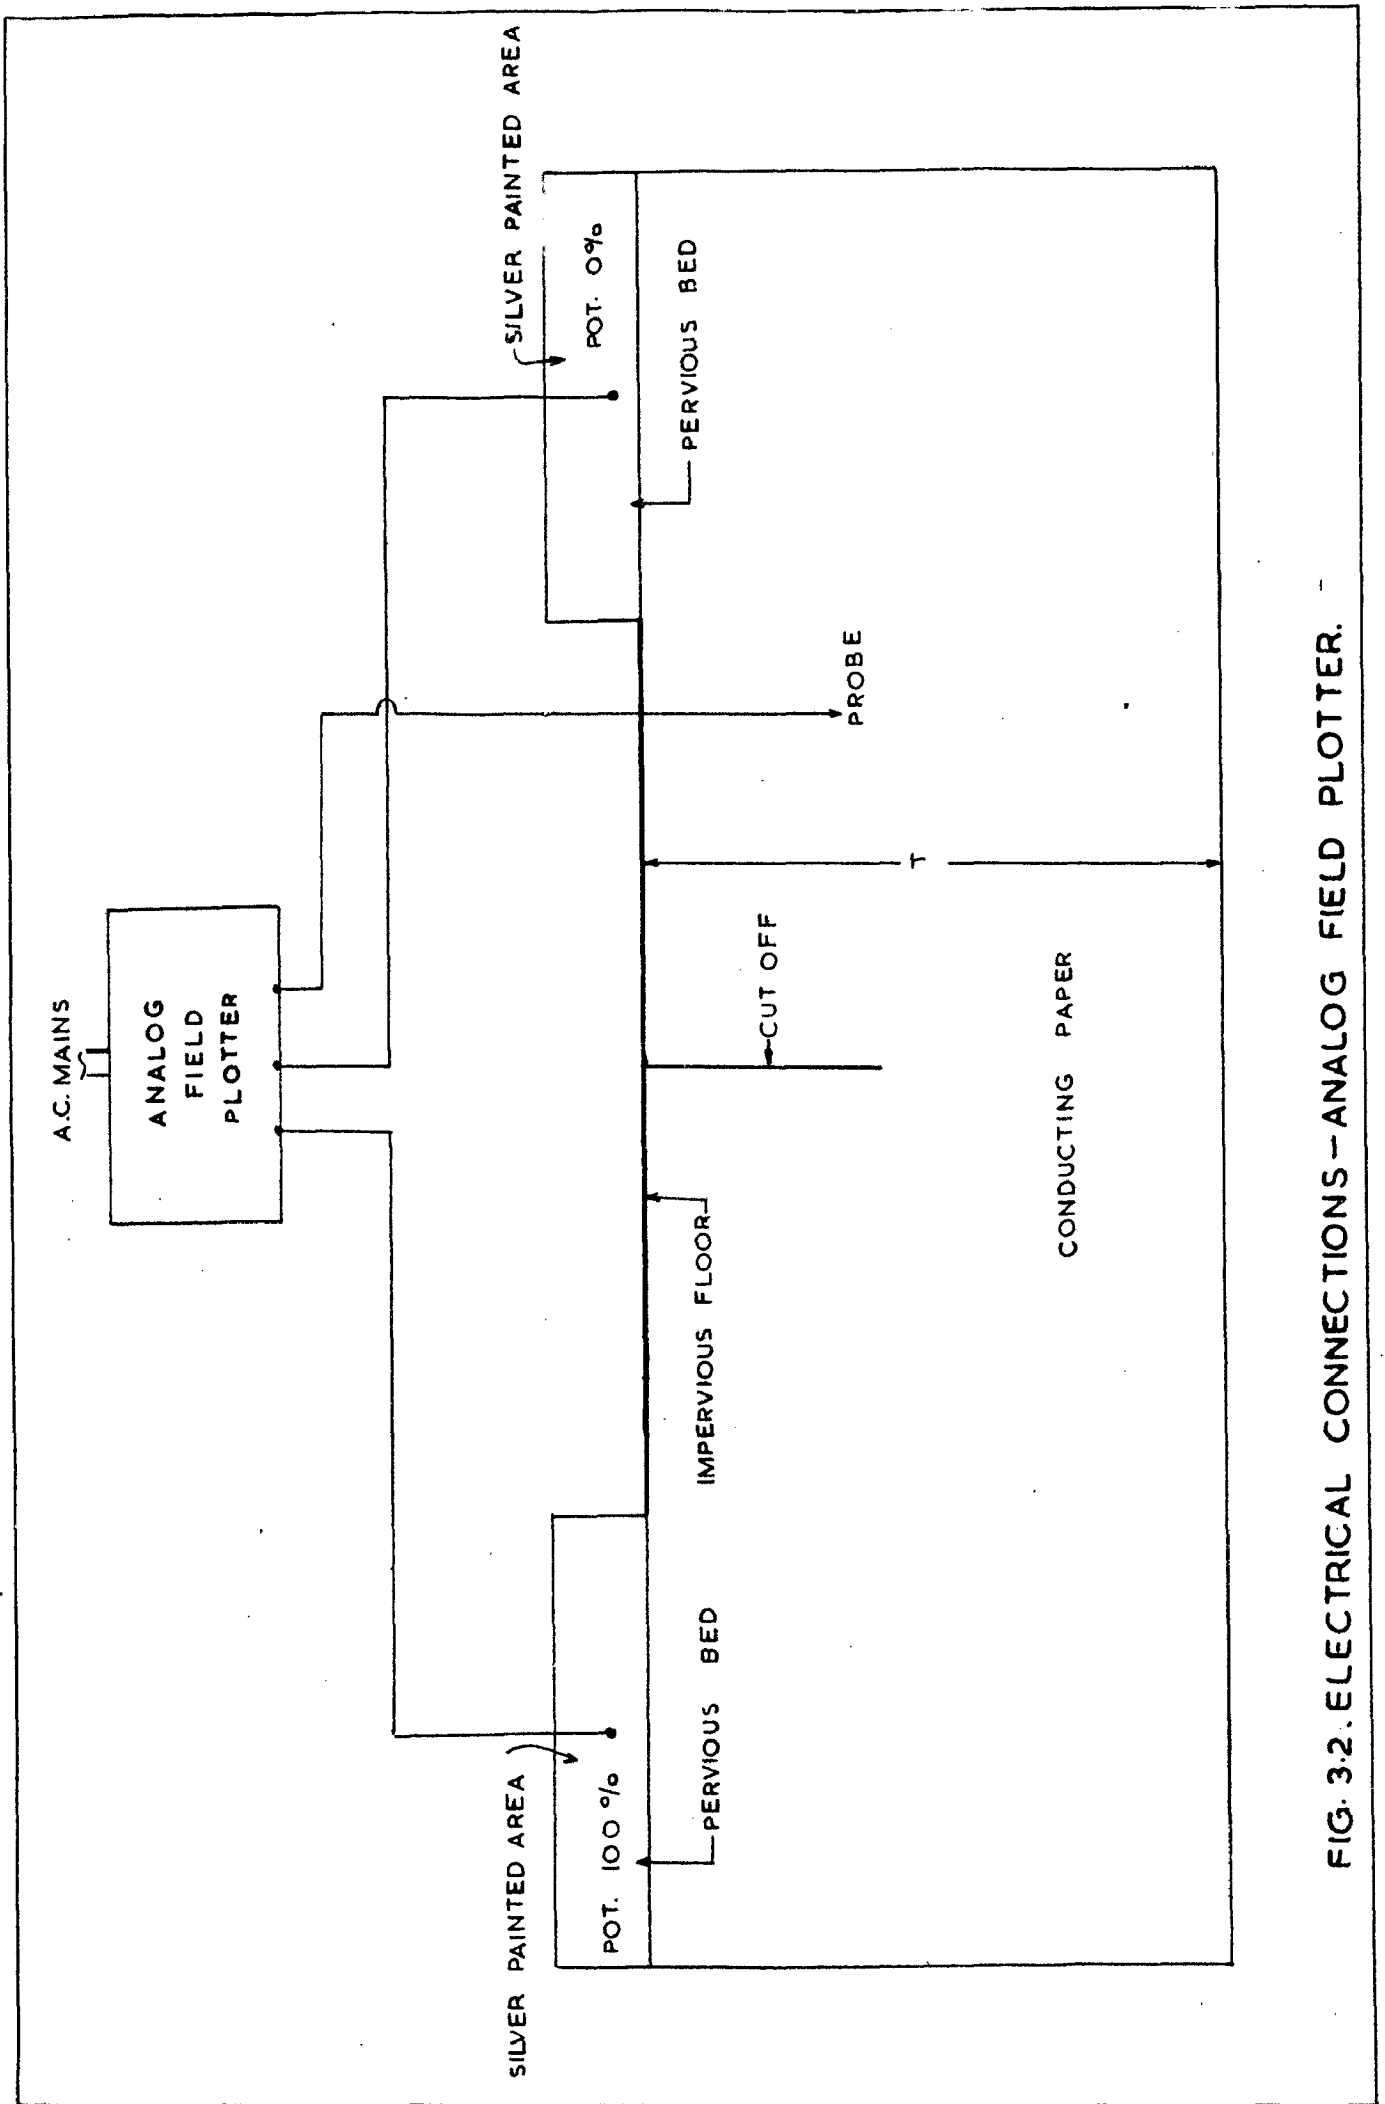 A.C. MAINS
ANALOG
FIELD
PLOTTER
SILVER PAINTED AREA
SILVER PAINTED AREA
POT. 100 %
POT. 0%
PERVIOUS BED
IMPERVIOUS FLOOR
CUT OFF
PERVIOUS BED
PROBE
T
CONDUCTING PAPER
FIG. 3.2. ELECTRICAL CONNECTIONS – ANALOG FIELD PLOTTER.